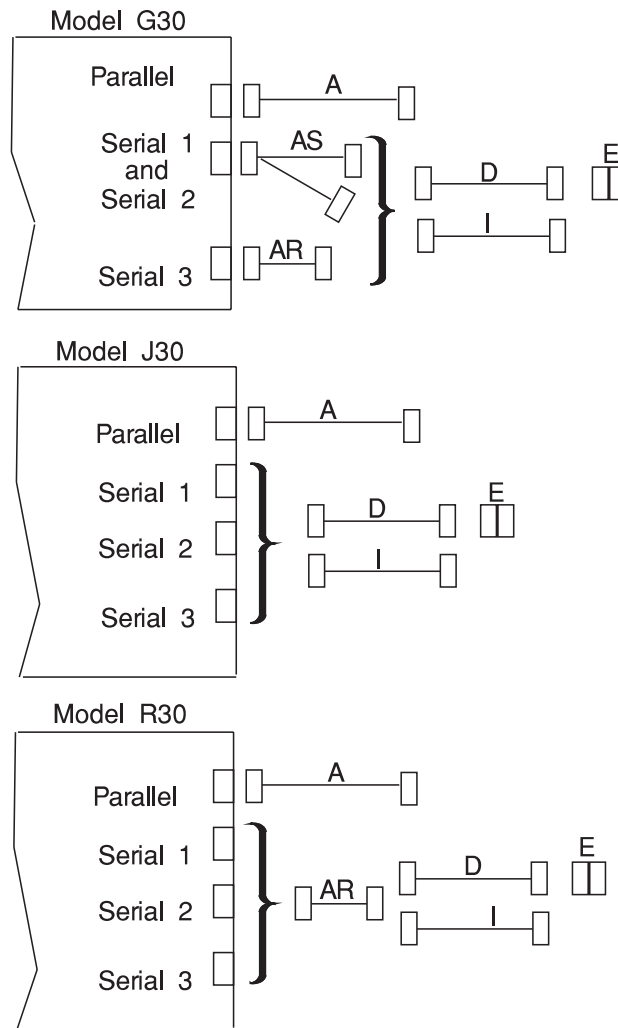 Model G30
Parallel
A
Serial 1
and
Serial 2
AS
D
E
I
Serial 3
AR
Model J30
Parallel
A
Serial 1
Serial 2
Serial 3
D
E
I
Model R30
Parallel
A
Serial 1
Serial 2
Serial 3
AR
D
E
I